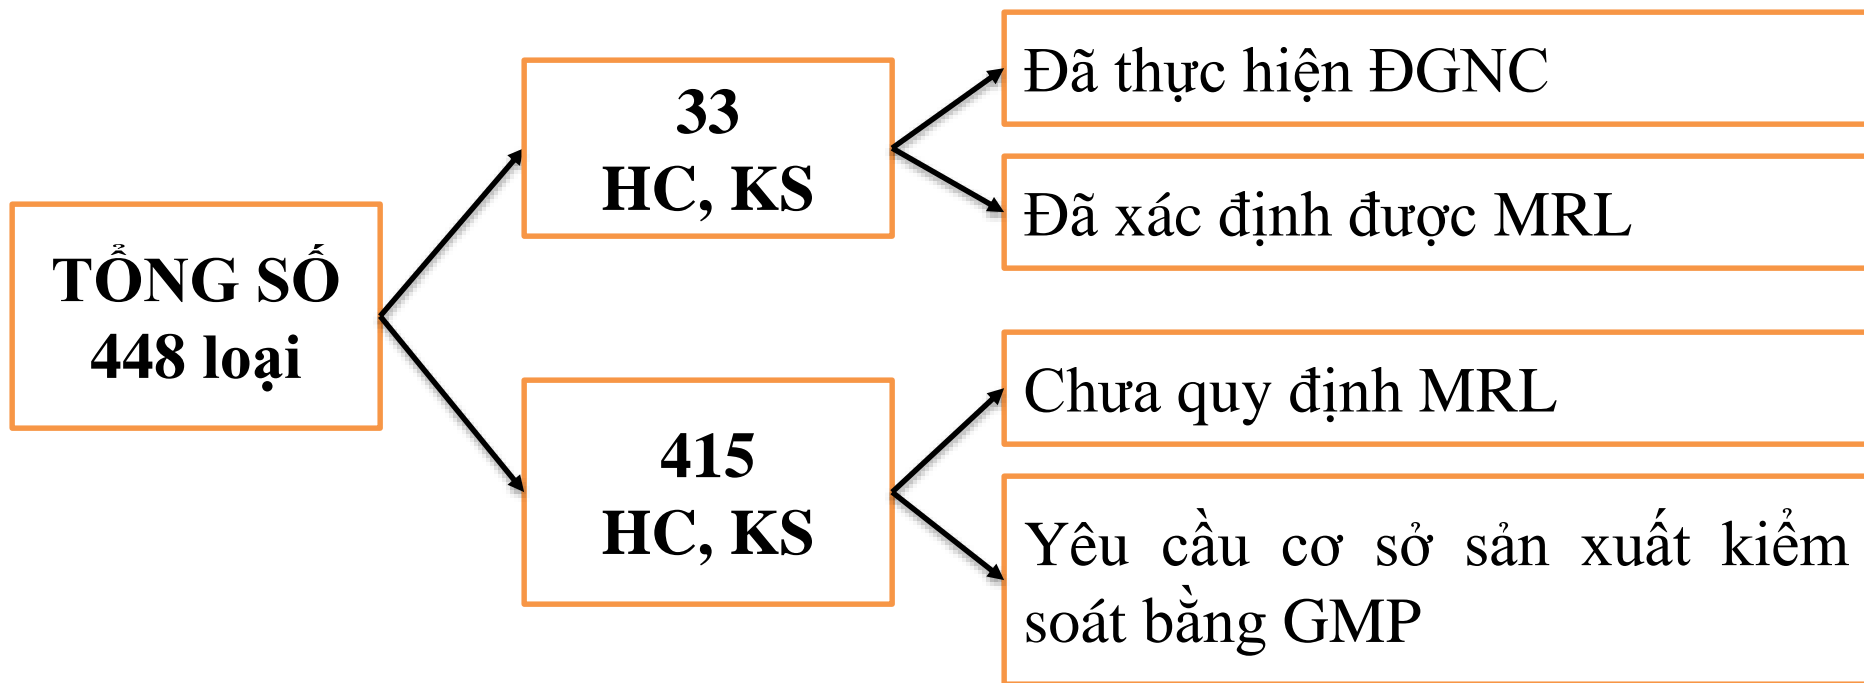 TỔNG SỐ
448 loại
33
HC, KS
Đã thực hiện ĐGNC
Đã xác định được MRL
415
HC, KS
Chưa quy định MRL
Yêu cầu cơ sở sản xuất kiểm
soát bằng GMP